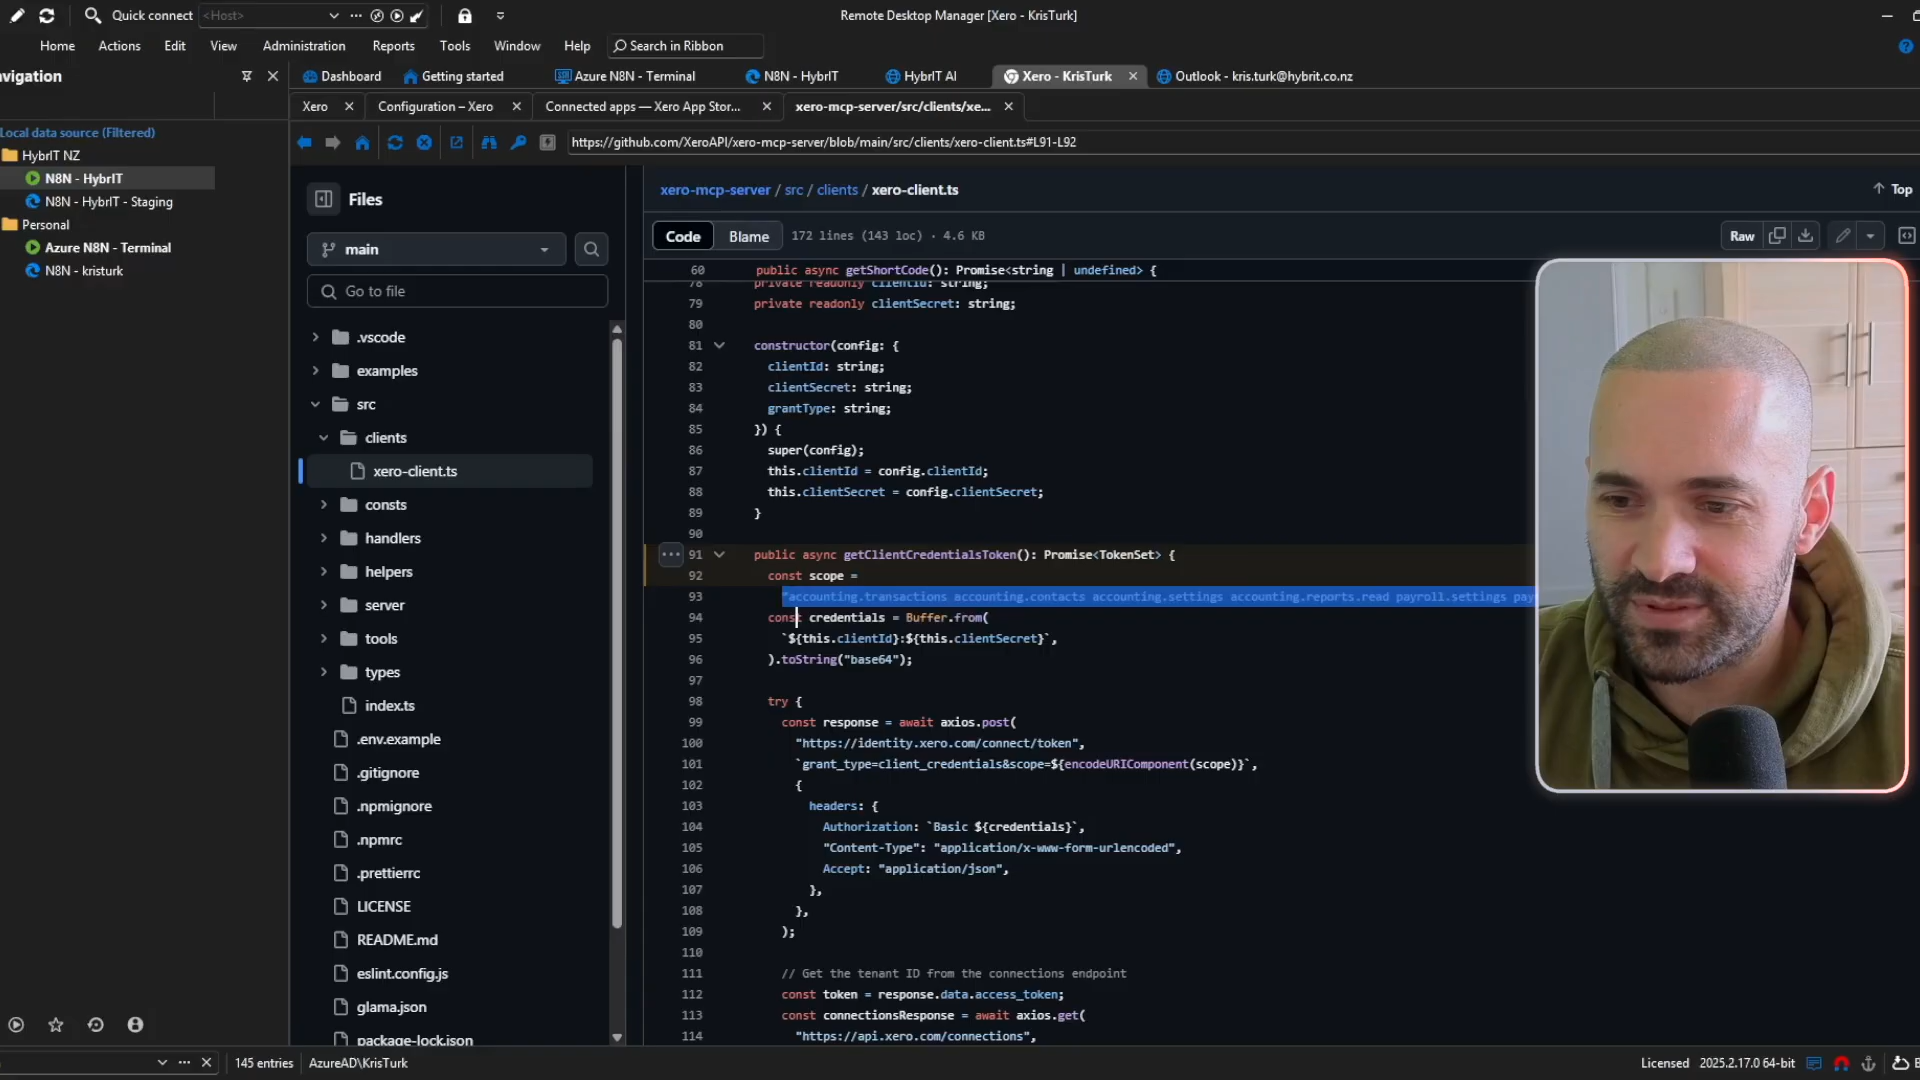 Quick connect <Host>
Remote Desktop Manager [Xero - KrisTurk]
Home Actions Edit View Administration Reports Tools Window Help Search in Ribbon
avigation
Dashboard Getting started Azure N8N - Terminal N8N - HybrIT HybrIT AI Xero - KrisTurk Outlook - kris.turk@hybrit.co.nz
Xero Configuration – Xero Connected apps — Xero App Stor... xero-mcp-server/src/clients/xe...
https://github.com/XeroAPI/xero-mcp-server/blob/main/src/clients/xero-client.ts#L91-L92
Local data source (Filtered)
HybrIT NZ
N8N - HybrIT
N8N - HybrIT - Staging
Personal
Azure N8N - Terminal
N8N - kristurk
Files
main
Go to file
.vscode
examples
src
clients
xero-client.ts
consts
handlers
helpers
server
tools
types
index.ts
.env.example
.gitignore
.npmignore
.npmrc
.prettierrc
LICENSE
README.md
eslint.config.js
glama.json
package-lock.json
xero-mcp-server / src / clients / xero-client.ts
Top
Code Blame 172 lines (143 loc) · 4.6 KB
Raw
60 public async getShortCode(): Promise<string | undefined> {
78 private readonly clientId: string;
79 private readonly clientSecret: string;
80
81 constructor(config: {
82 clientId: string;
83 clientSecret: string;
84 grantType: string;
85 }) {
86 super(config);
87 this.clientId = config.clientId;
88 this.clientSecret = config.clientSecret;
89 }
90
91 public async getClientCredentialsToken(): Promise<TokenSet> {
92 const scope =
93 "accounting.transactions accounting.contacts accounting.settings accounting.reports.read payroll.settings pay
94 const credentials = Buffer.from(
95 `${this.clientId}:${this.clientSecret}`,
96 ).toString("base64");
97
98 try {
99 const response = await axios.post(
100 "https://identity.xero.com/connect/token",
101 `grant_type=client_credentials&scope=${encodeURIComponent(scope)}`,
102 {
103 headers: {
104 Authorization: `Basic ${credentials}`,
105 "Content-Type": "application/x-www-form-urlencoded",
106 Accept: "application/json",
107 },
108 },
109 );
110
111 // Get the tenant ID from the connections endpoint
112 const token = response.data.access_token;
113 const connectionsResponse = await axios.get(
114 "https://api.xero.com/connections",
145 entries AzureAD\KrisTurk
Licensed 2025.2.17.0 64-bit